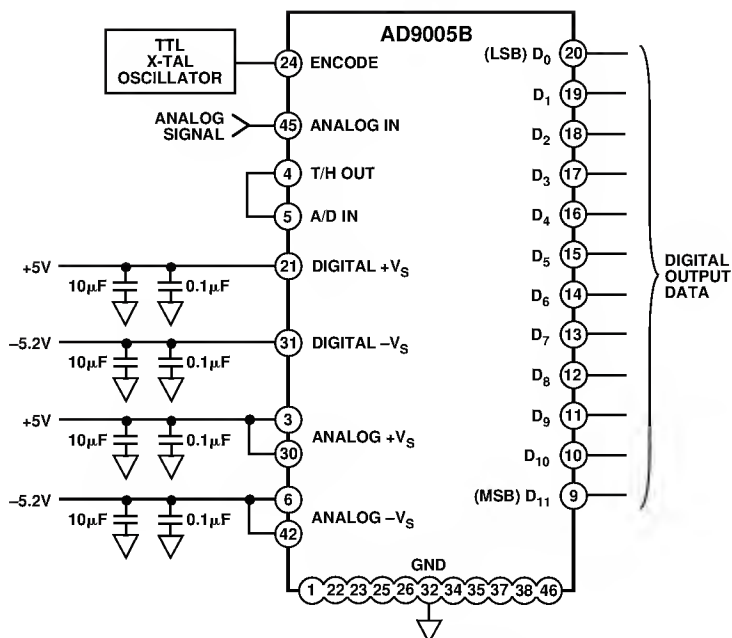 AD9005B
TTL
X-TAL
OSCILLATOR
24 ENCODE
ANALOG
SIGNAL
45 ANALOG IN
4 T/H OUT
5 A/D IN
+5V
10µF
0.1µF
21 DIGITAL +VS
–5.2V
10µF
0.1µF
31 DIGITAL –VS
+5V
10µF
0.1µF
3
ANALOG +VS
30
–5.2V
10µF
0.1µF
6
ANALOG –VS
42
(LSB) D0 20
D1 19
D2 18
D3 17
D4 16
D5 15
D6 14
D7 13
D8 12
D9 11
D10 10
(MSB) D11 9
DIGITAL
OUTPUT
DATA
GND
1 22 23 25 26 32 34 35 37 38 46